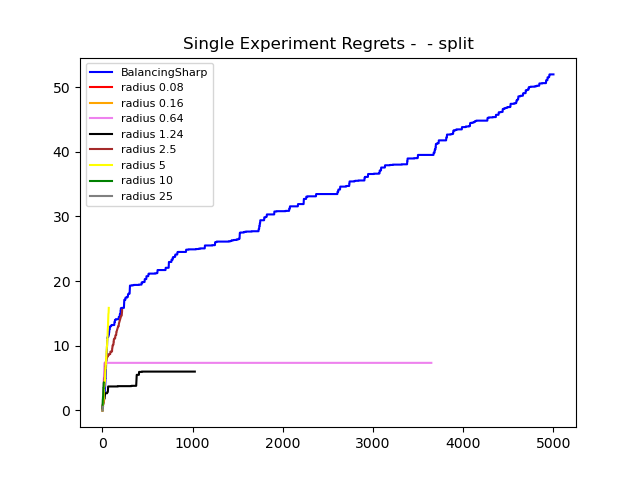 Single Experiment Regrets -  - split
BalancingSharp
radius 0.08
radius 0.16
radius 0.64
radius 1.24
radius 2.5
radius 5
radius 10
radius 25
50
40
30
20
10
0
0 1000 2000 3000 4000 5000